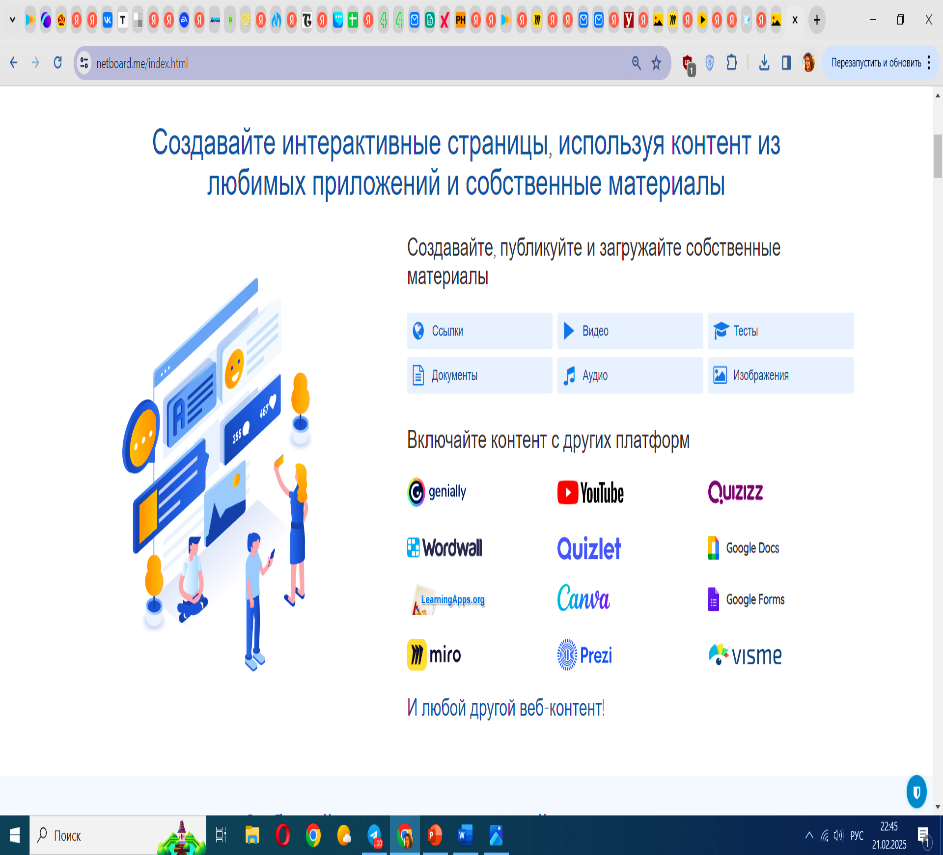 netboard.me/index.html
Перезапустить и обновить
Создавайте интерактивные страницы, используя контент из
любимых приложений и собственные материалы
Создавайте, публикуйте и загружайте собственные
материалы
Ссылки
Видео
Тесты
Документы
Аудио
Изображения
Включайте контент с других платформ
genially
YouTube
QUIZIZZ
Wordwall
Quizlet
Google Docs
LearningApps.org
Canva
Google Forms
miro
Prezi
VISME
И любой другой веб-контент!
Поиск
РУС
22:45
21.02.2025